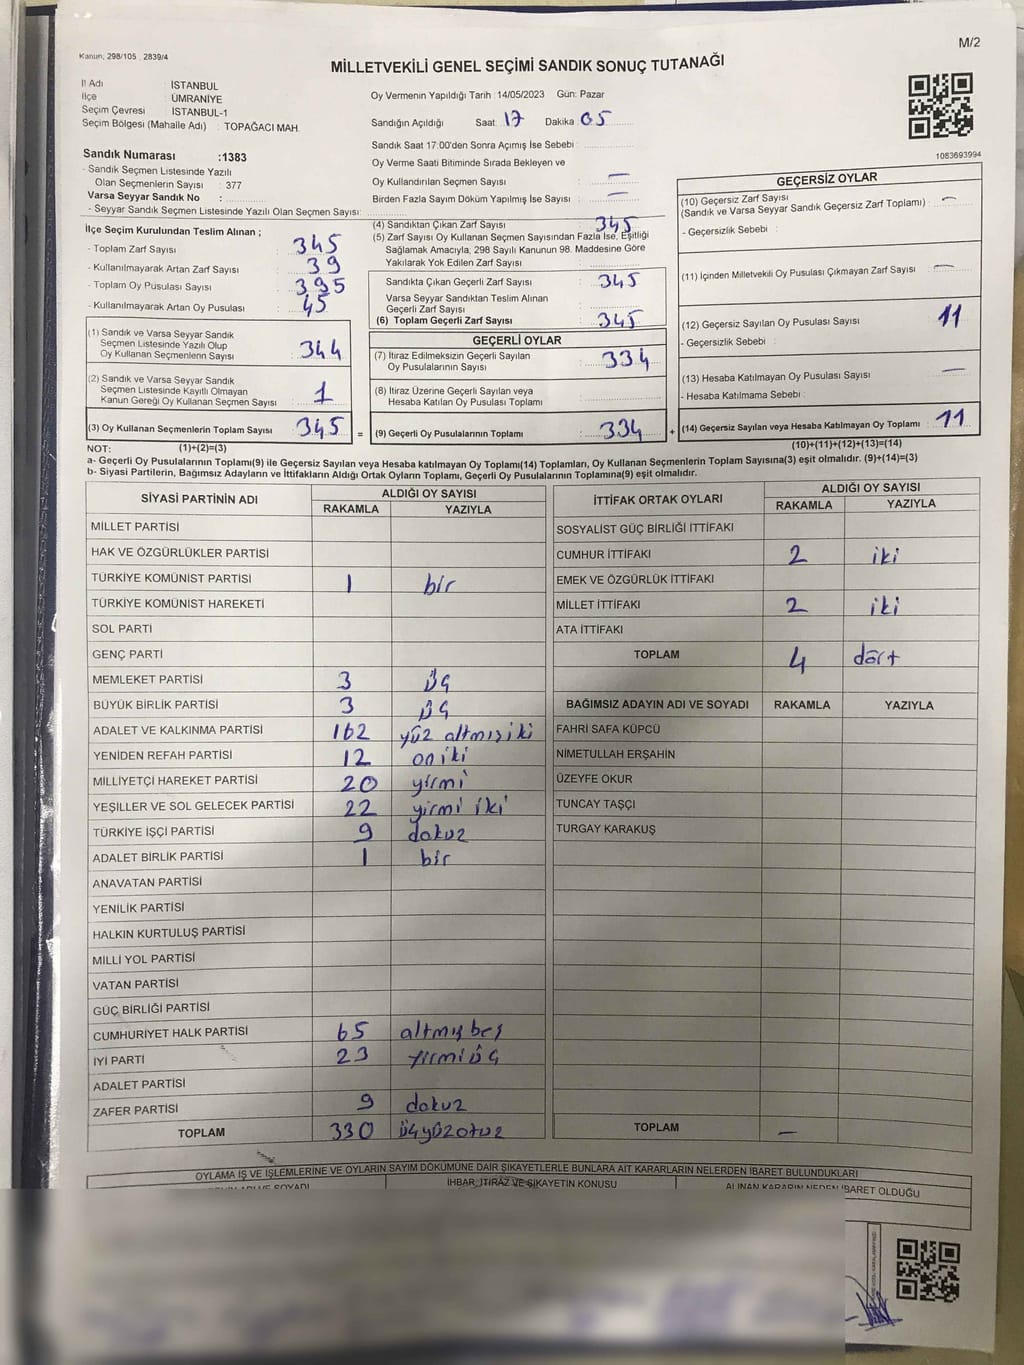 M/2
Kanun; 298/105 2839/4
MİLLETVEKİLİ GENEL SEÇİMİ SANDIK SONUÇ TUTANAĞI
İl Adı : İSTANBUL
İlçe : ÜMRANİYE
Seçim Çevresi : İSTANBUL-1
Seçim Bölgesi (Mahalle Adı) : TOPAĞACI MAH.
Sandık Numarası :1383
- Sandık Seçmen Listesinde Yazılı
Olan Seçmenlerin Sayısı : 377
Varsa Seyyar Sandık No :
- Seyyar Sandık Seçmen Listesinde Yazılı Olan Seçmen Sayısı:
Oy Vermenin Yapıldığı Tarih :14/05/2023 Gün: Pazar
Sandığın Açıldığı Saat 17 Dakika 05
Sandık Saat 17:00'den Sonra Açımış İse Sebebi :
Oy Verme Saati Bitiminde Sırada Bekleyen ve
Oy Kullandırılan Seçmen Sayısı : —
Birden Fazla Sayım Döküm Yapılmış İse Sayısı : —
1083693994
İlçe Seçim Kurulundan Teslim Alınan ;
- Toplam Zarf Sayısı : 345
- Kullanılmayarak Artan Zarf Sayısı : 39
- Toplam Oy Pusulası Sayısı : 395
- Kullanılmayarak Artan Oy Pusulası : 45
(1) Sandık ve Varsa Seyyar Sandık
Seçmen Listesinde Yazılı Olup
Oy Kullanan Seçmenlerin Sayısı : 344
(2) Sandık ve Varsa Seyyar Sandık
Seçmen Listesinde Kayıtlı Olmayan
Kanun Gereği Oy Kullanan Seçmen Sayısı : 1
(3) Oy Kullanan Seçmenlerin Toplam Sayısı : 345 =
(4) Sandıktan Çıkan Zarf Sayısı : 345
(5) Zarf Sayısı Oy Kullanan Seçmen Sayısından Fazla İse, Eşitliği
Sağlamak Amacıyla, 298 Sayılı Kanunun 98. Maddesine Göre
Yakılarak Yok Edilen Zarf Sayısı :
Sandıkta Çıkan Geçerli Zarf Sayısı : 345
Varsa Seyyar Sandıktan Teslim Alınan
Geçerli Zarf Sayısı :
(6) Toplam Geçerli Zarf Sayısı : 345
GEÇERLİ OYLAR
(7) İtiraz Edilmeksizin Geçerli Sayılan
Oy Pusulalarının Sayısı : 334
(8) İtiraz Üzerine Geçerli Sayılan veya
Hesaba Katılan Oy Pusulası Toplamı :
(9) Geçerli Oy Pusulalarının Toplamı : 334 +
GEÇERSİZ OYLAR
(10) Geçersiz Zarf Sayısı
(Sandık ve Varsa Seyyar Sandık Geçersiz Zarf Toplamı) : —
- Geçersizlik Sebebi :
(11) İçinden Milletvekili Oy Pusulası Çıkmayan Zarf Sayısı : —
(12) Geçersiz Sayılan Oy Pusulası Sayısı : 11
- Geçersizlik Sebebi :
(13) Hesaba Katılmayan Oy Pusulası Sayısı : —
- Hesaba Katılmama Sebebi :
(14) Geçersiz Sayılan veya Hesaba Katılmayan Oy Toplamı : 11
NOT: (1)+(2)=(3) (10)+(11)+(12)+(13)=(14)
a- Geçerli Oy Pusulalarının Toplamı(9) ile Geçersiz Sayılan veya Hesaba katılmayan Oy Toplamı(14) Toplamları, Oy Kullanan Seçmenlerin Toplam Sayısına(3) eşit olmalıdır. (9)+(14)=(3)
b- Siyasi Partilerin, Bağımsız Adayların ve İttifakların Aldığı Ortak Oyların Toplamı, Geçerli Oy Pusulalarının Toplamına(9) eşit olmalıdır.
SİYASİ PARTİNİN ADI ALDIĞI OY SAYISI
RAKAMLA YAZIYLA
MİLLET PARTİSİ
HAK VE ÖZGÜRLÜKLER PARTİSİ
TÜRKİYE KOMÜNİST PARTİSİ 1 bir
TÜRKİYE KOMÜNİST HAREKETİ
SOL PARTİ
GENÇ PARTİ
MEMLEKET PARTİSİ 3 üç
BÜYÜK BİRLİK PARTİSİ 3 üç
ADALET VE KALKINMA PARTİSİ 162 yüz altmış iki
YENİDEN REFAH PARTİSİ 12 on iki
MİLLİYETÇİ HAREKET PARTİSİ 20 yirmi
YEŞİLLER VE SOL GELECEK PARTİSİ 22 yirmi iki
TÜRKİYE İŞÇİ PARTİSİ 9 dokuz
ADALET BİRLİK PARTİSİ 1 bir
ANAVATAN PARTİSİ
YENİLİK PARTİSİ
HALKIN KURTULUŞ PARTİSİ
MİLLİ YOL PARTİSİ
VATAN PARTİSİ
GÜÇ BİRLİĞİ PARTİSİ
CUMHURİYET HALK PARTİSİ 65 altmış beş
İYİ PARTİ 23 yirmi üç
ADALET PARTİSİ
ZAFER PARTİSİ 9 dokuz
TOPLAM 330 üçyüzotuz
İTTİFAK ORTAK OYLARI ALDIĞI OY SAYISI
RAKAMLA YAZIYLA
SOSYALİST GÜÇ BİRLİĞİ İTTİFAKI
CUMHUR İTTİFAKI 2 iki
EMEK VE ÖZGÜRLÜK İTTİFAKI
MİLLET İTTİFAKI 2 iki
ATA İTTİFAKI
TOPLAM 4 dört
BAĞIMSIZ ADAYIN ADI VE SOYADI RAKAMLA YAZIYLA
FAHRİ SAFA KÜPCÜ
NİMETULLAH ERŞAHİN
ÜZEYFE OKUR
TUNCAY TAŞÇI
TURGAY KARAKUŞ
TOPLAM —
OYLAMA İŞ VE İŞLEMLERİNE VE OYLARIN SAYIM DÖKÜMÜNE DAİR ŞİKAYETLERLE BUNLARA AİT KARARLARIN NELERDEN İBARET BULUNDUKLARI
SOYADI İHBAR, İTİRAZ VE ŞİKAYETİN KONUSU ALINAN KARARIN NEDEN İBARET OLDUĞU